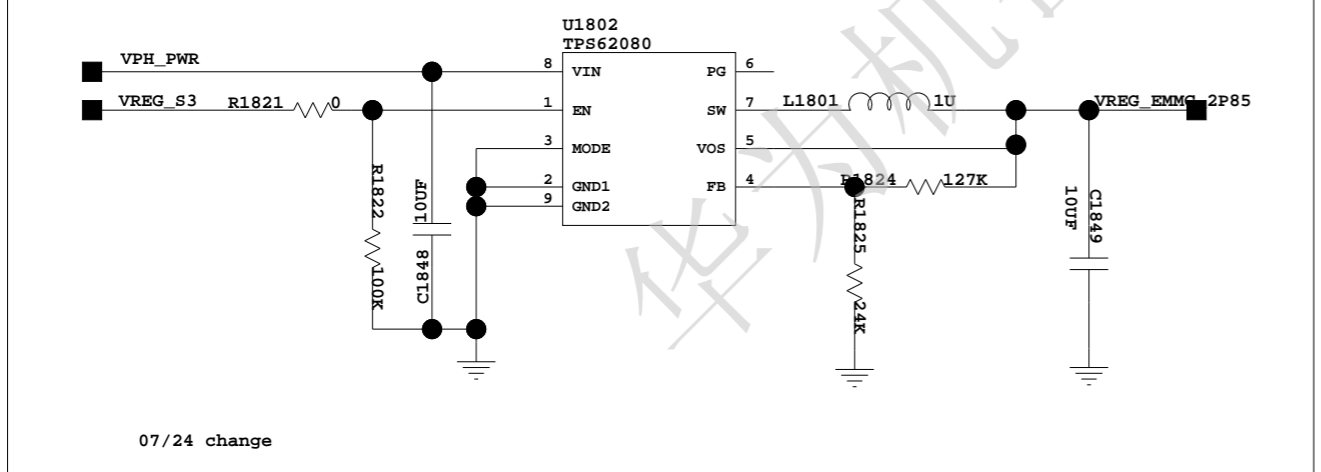 U1802
TPS62080
VPH_PWR
8 VIN PG 6
VREG_S3 R1821 0
1 EN SW 7 L1801 1U VREG_EMMC_2P85
3 MODE VOS 5
2 GND1 FB 4 R1824 127K
9 GND2
R1822
100K
10UF
C1848
R1825
24K
C1849
10UF
07/24 change
华为机